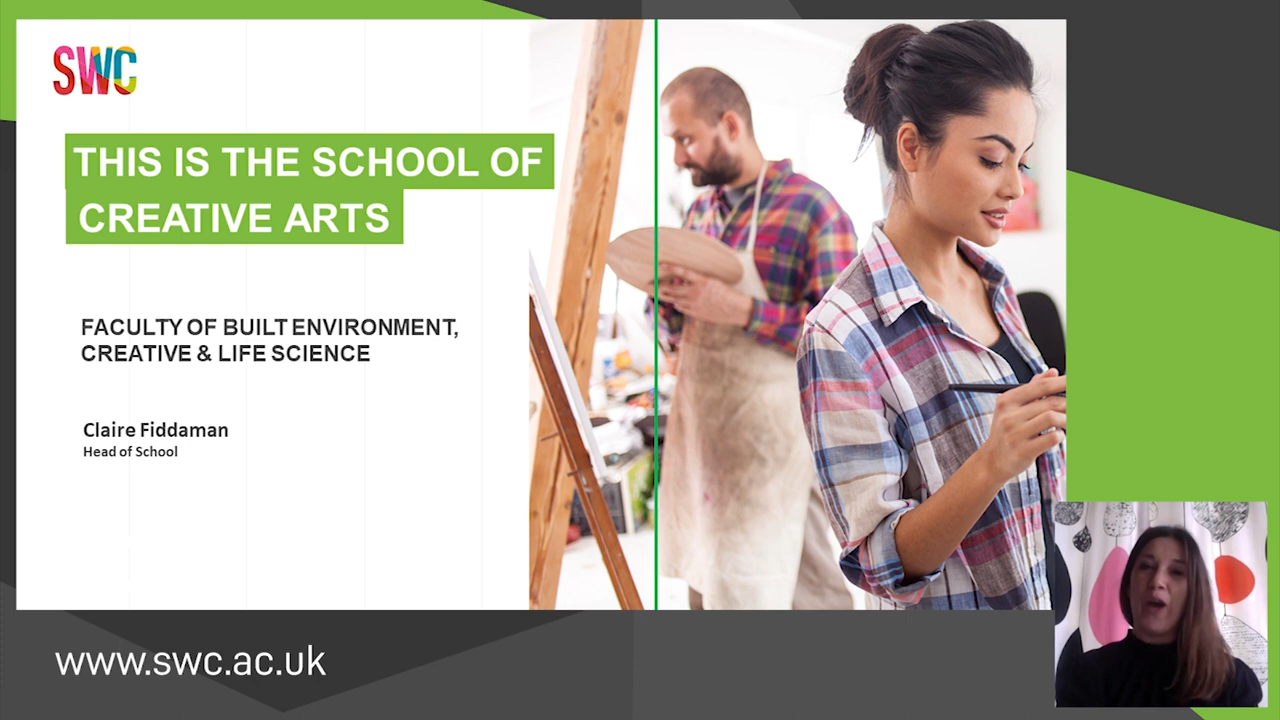 SWC
THIS IS THE SCHOOL OF
CREATIVE ARTS
FACULTY OF BUILT ENVIRONMENT,
CREATIVE & LIFE SCIENCE
Claire Fiddaman
Head of School
www.swc.ac.uk